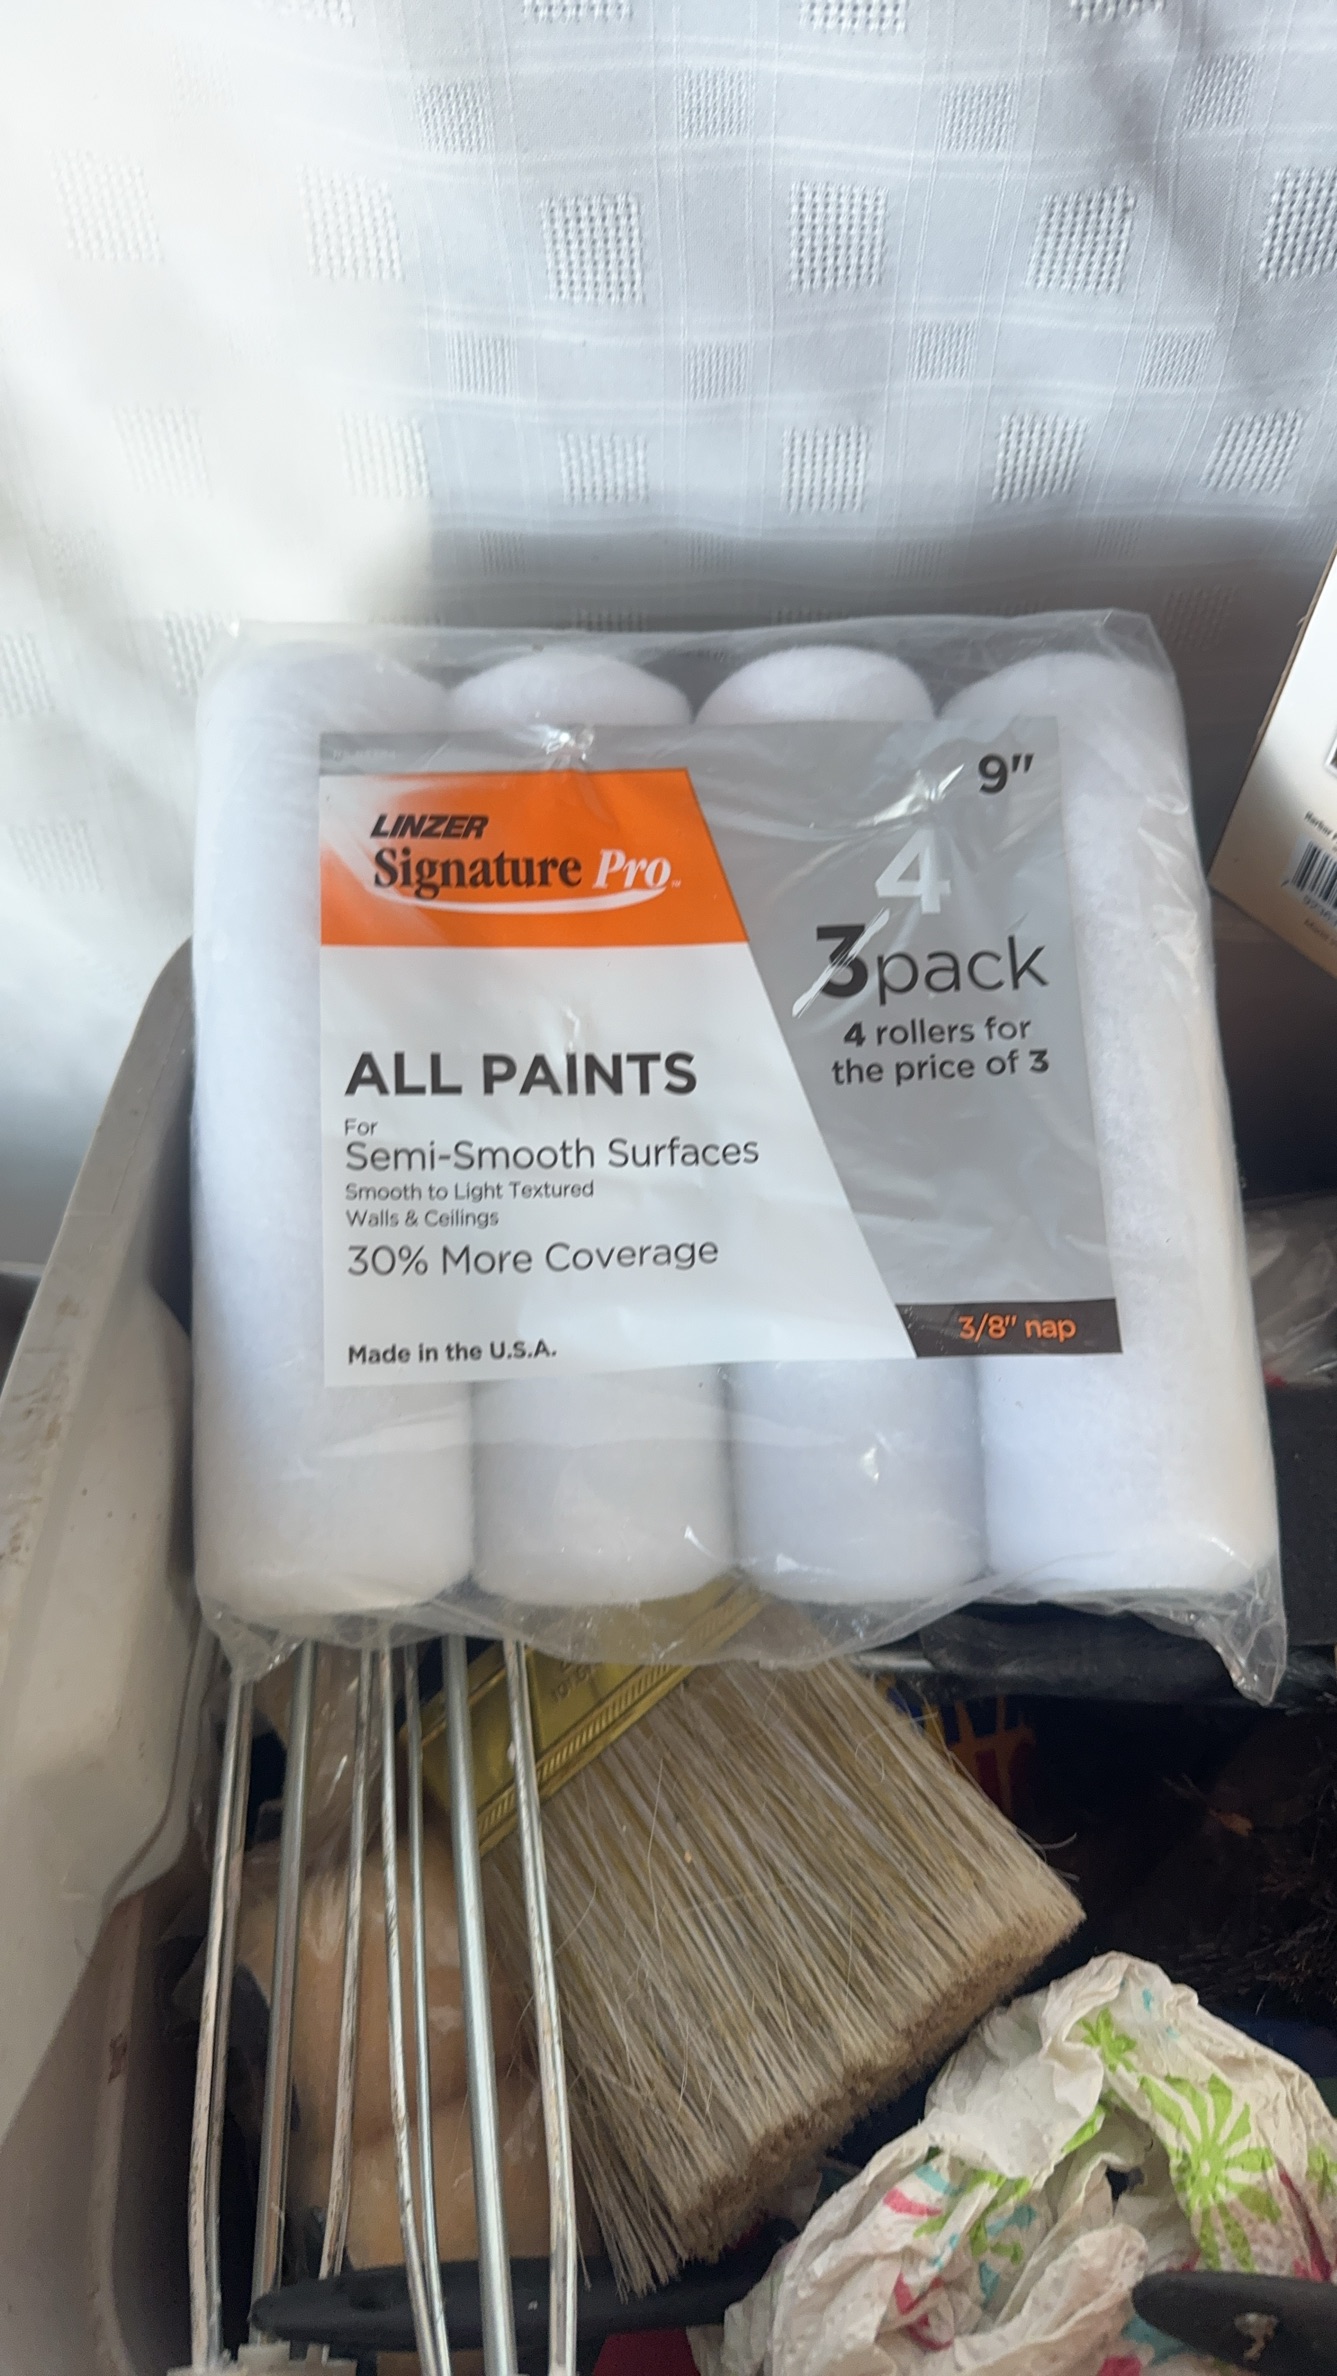 LINZER
Signature Pro™
9"
4
3pack
4 rollers for
the price of 3
ALL PAINTS
For
Semi-Smooth Surfaces
Smooth to Light Textured
Walls & Ceilings
30% More Coverage
3/8" nap
Made in the U.S.A.